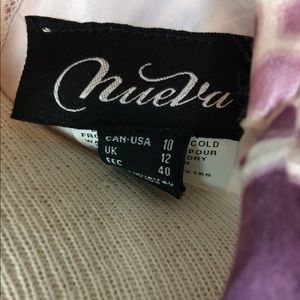 nueva
CAN-USA 10
UK 12
EEC 40
COLD
POUR
DRY